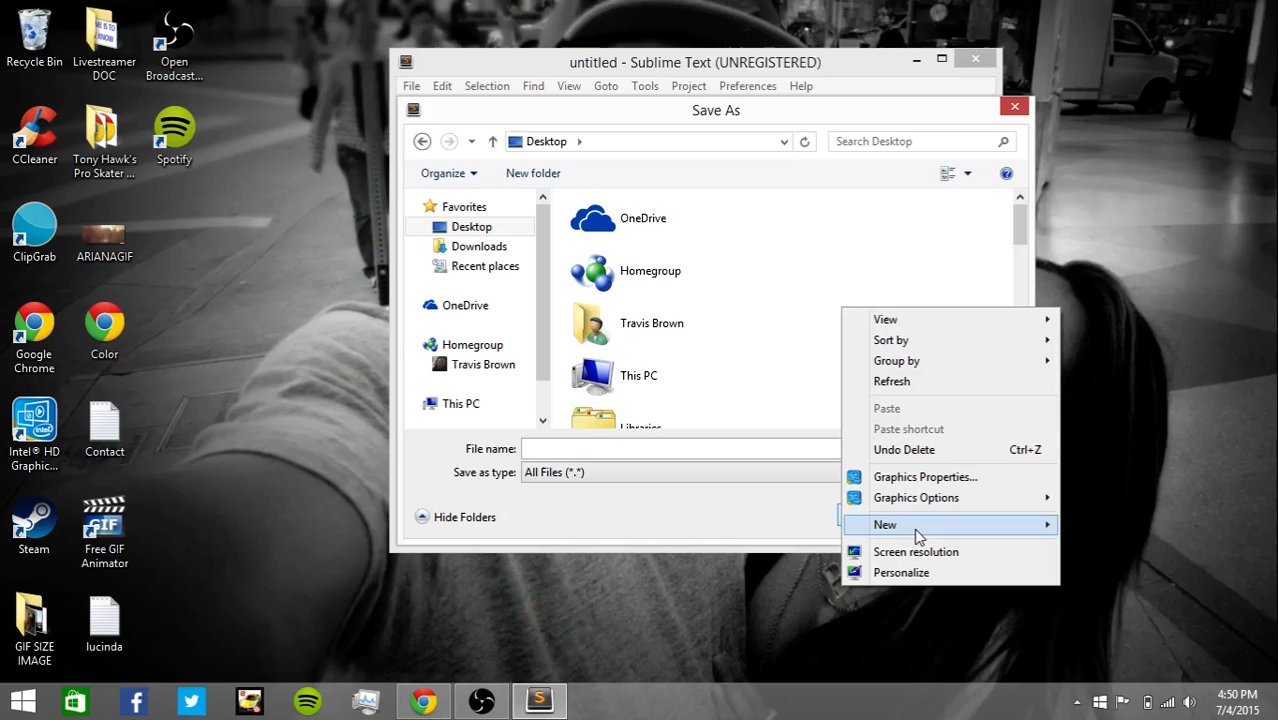 Recycle Bin
ME IS TO
KNOW
Livestreamer
DOC
Open
Broadcast...
CCleaner
Tony Hawk's
Pro Skater ...
Spotify
ClipGrab
ARIANAGIF
Google
Chrome
Color
Intel® HD
Graphic...
Contact
Steam
GIF
Free GIF
Animator
GIF SIZE
IMAGE
lucinda
untitled - Sublime Text (UNREGISTERED)
File Edit Selection Find View Goto Tools Project Preferences Help
Save As
Desktop
Search Desktop
Organize
New folder
Favorites
Desktop
Downloads
Recent places
OneDrive
Homegroup
Travis Brown
This PC
OneDrive
Homegroup
Travis Brown
This PC
Libraries
File name:
Save as type: All Files (*.*)
Hide Folders
View
Sort by
Group by
Refresh
Paste
Paste shortcut
Undo Delete Ctrl+Z
Graphics Properties...
Graphics Options
New
Screen resolution
Personalize
4:50 PM
7/4/2015